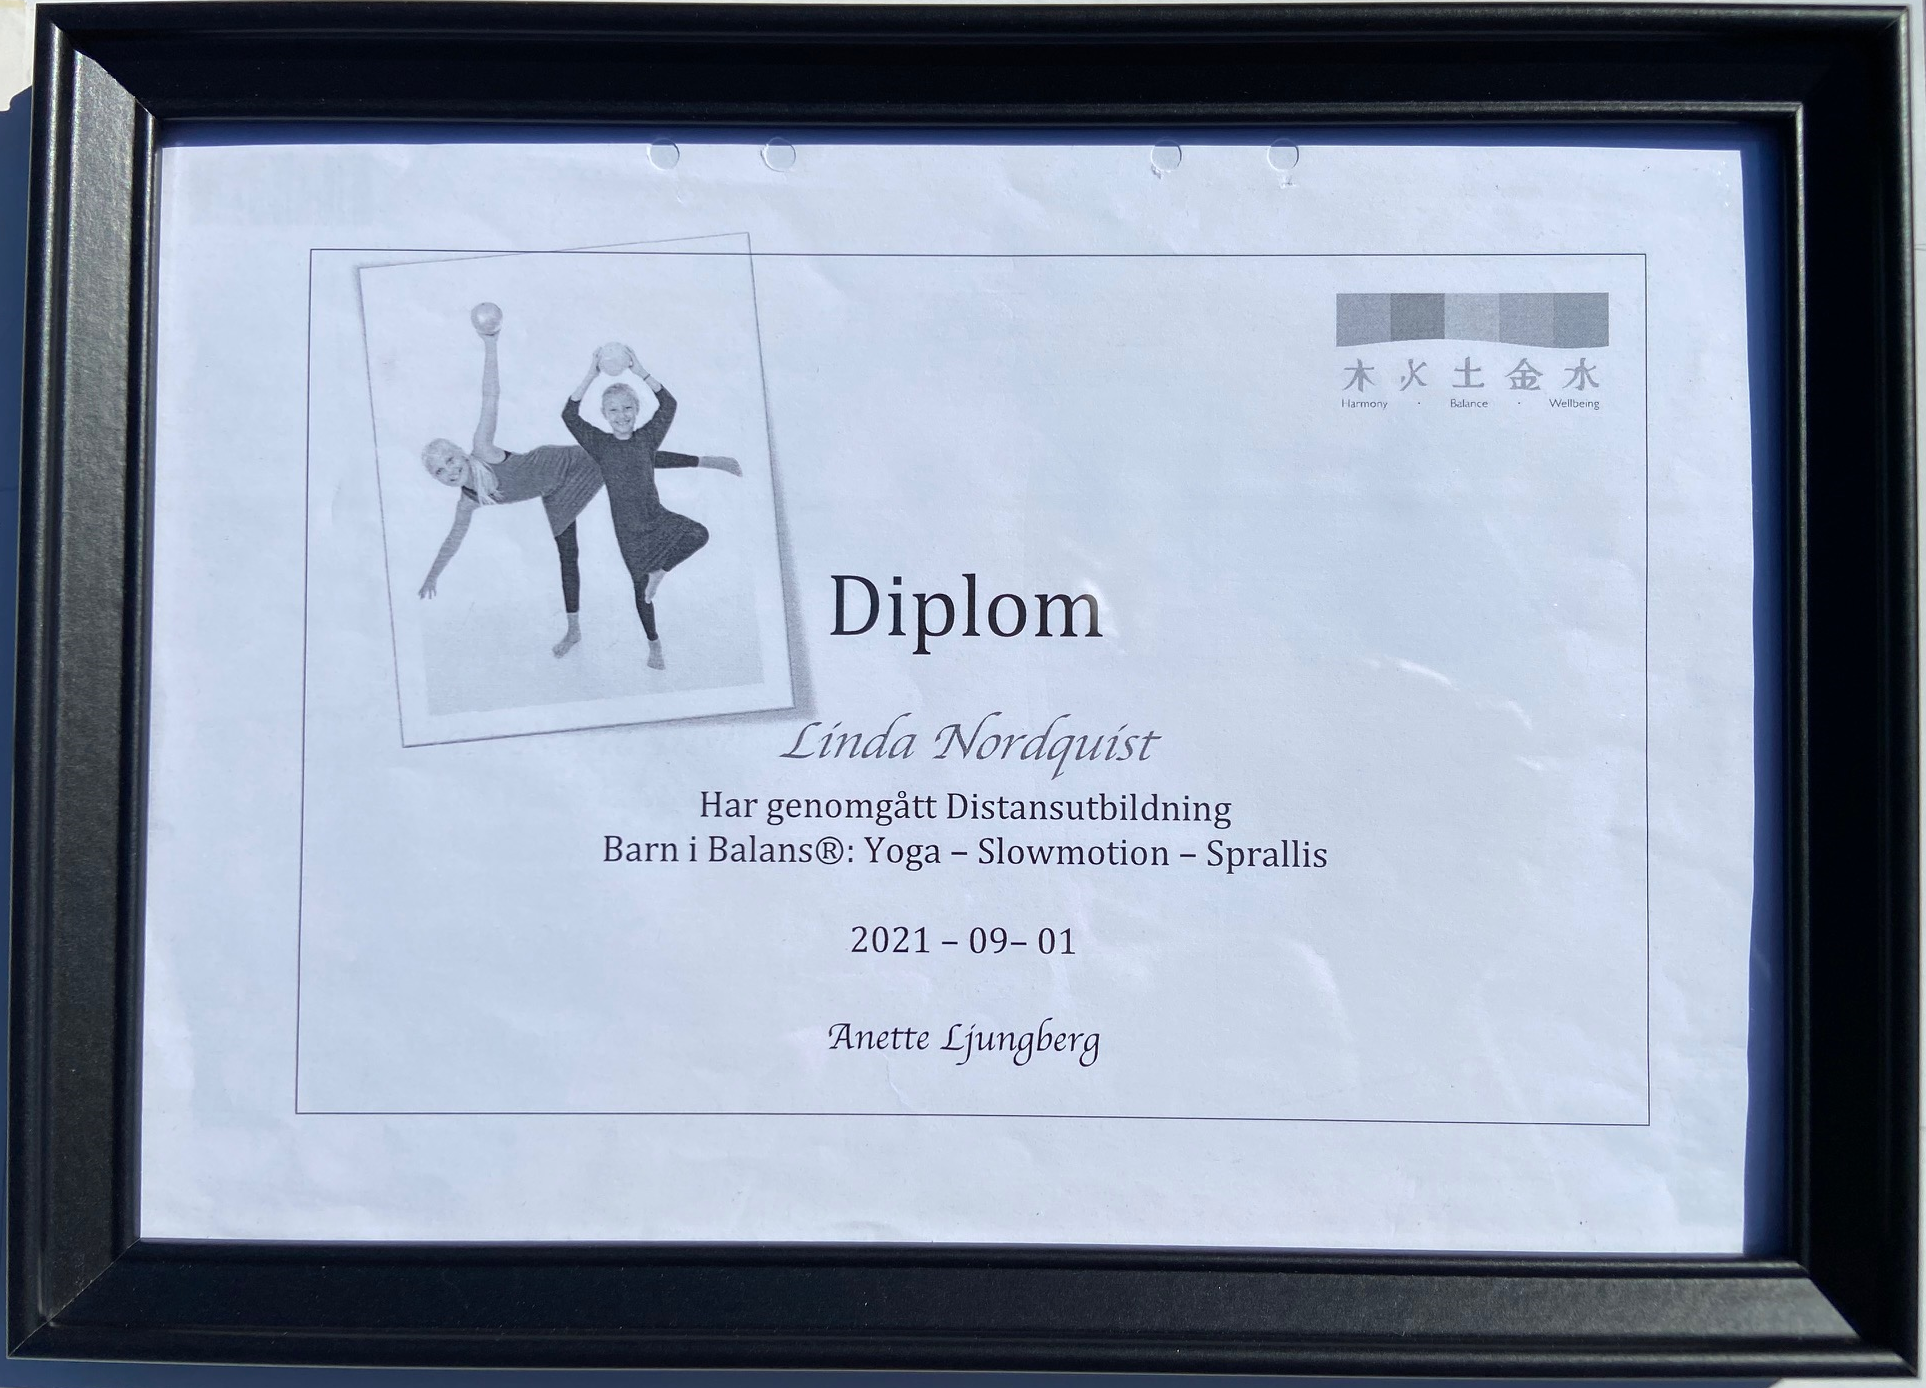 木 火 土 金 水
Harmony · Balance · Wellbeing
Diplom
Linda Nordquist
Har genomgått Distansutbildning
Barn i Balans®: Yoga – Slowmotion – Sprallis
2021 – 09– 01
Anette Ljungberg